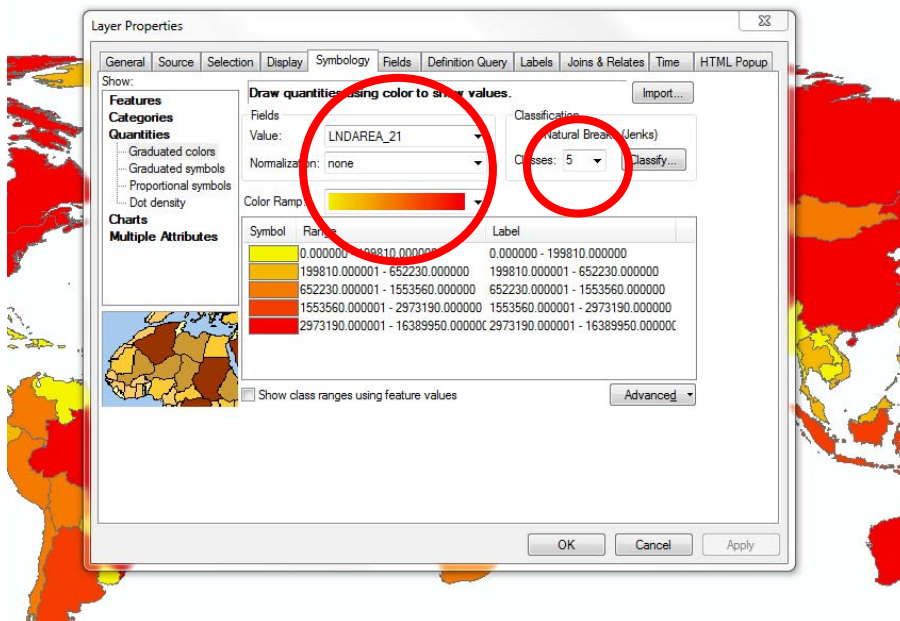 Layer Properties
General Source Selection Display Symbology Fields Definition Query Labels Joins & Relates Time HTML Popup
Show:
Features
Categories
Quantities
Graduated colors
Graduated symbols
Proportional symbols
Dot density
Charts
Multiple Attributes
Draw quantities using color to show values.
Import...
Fields
Value: LNDAREA_21
Normalization: none
Classification
Natural Breaks (Jenks)
Classes: 5 Classify...
Color Ramp:
Symbol Range Label
0.000000 - 199810.000000 0.000000 - 199810.000000
199810.000001 - 652230.000000 199810.000001 - 652230.000000
652230.000001 - 1553560.000000 652230.000001 - 1553560.000000
1553560.000001 - 2973190.000000 1553560.000001 - 2973190.000000
2973190.000001 - 16389950.000000 2973190.000001 - 16389950.000000
Show class ranges using feature values
Advanced
OK Cancel Apply